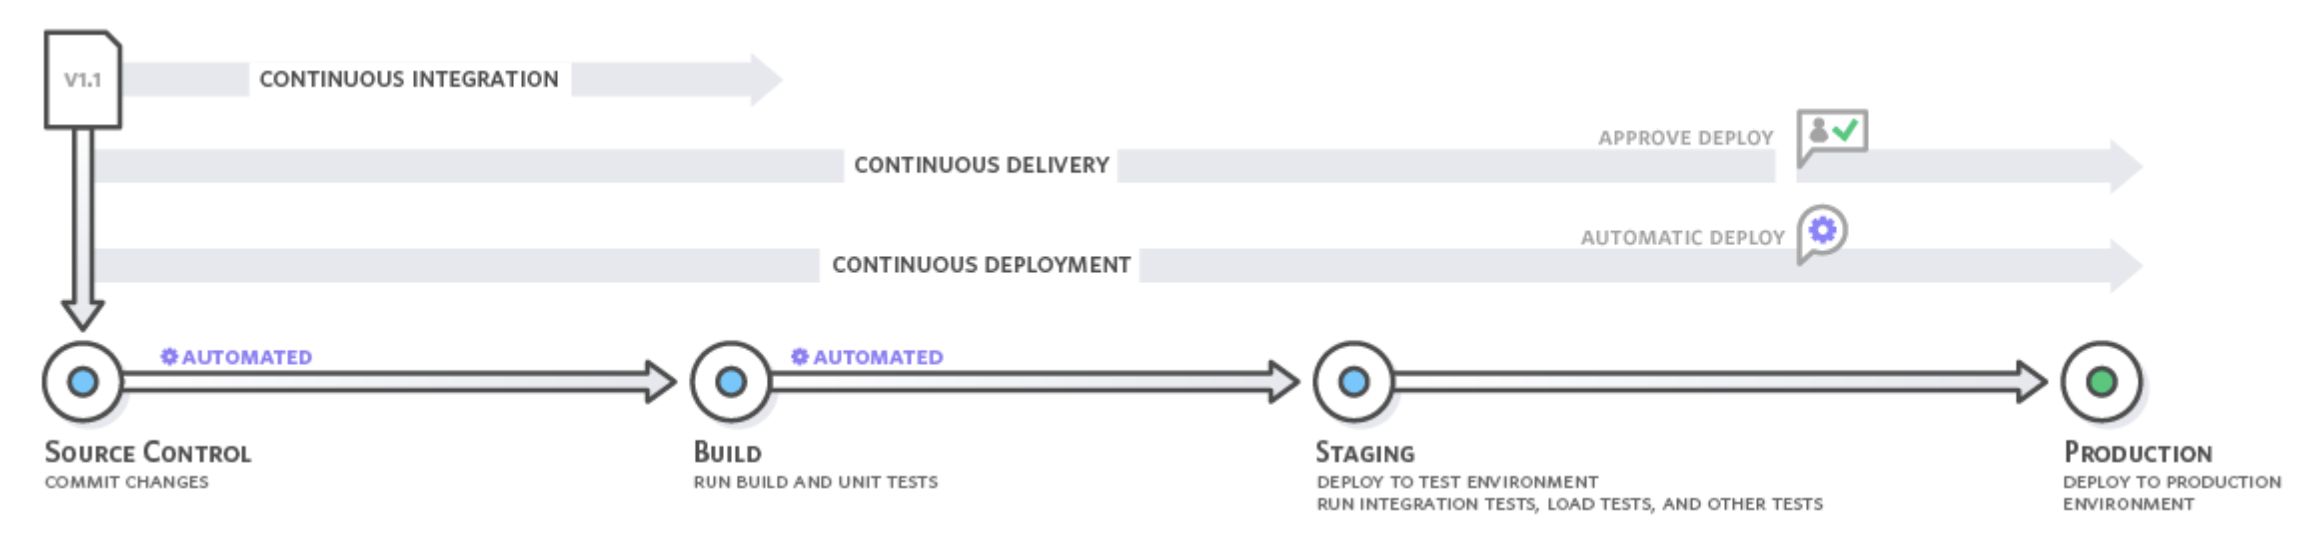 V1.1
CONTINUOUS INTEGRATION
APPROVE DEPLOY
CONTINUOUS DELIVERY
AUTOMATIC DEPLOY
CONTINUOUS DEPLOYMENT
AUTOMATED
AUTOMATED
SOURCE CONTROL
COMMIT CHANGES
BUILD
RUN BUILD AND UNIT TESTS
STAGING
DEPLOY TO TEST ENVIRONMENT
RUN INTEGRATION TESTS, LOAD TESTS, AND OTHER TESTS
PRODUCTION
DEPLOY TO PRODUCTION
ENVIRONMENT